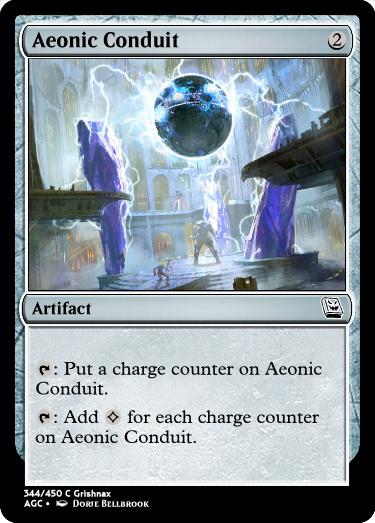 Aeonic Conduit 2
Artifact
: Put a charge counter on Aeonic
Conduit.
: Add for each charge counter
on Aeonic Conduit.
344/450 C Grishnax
AGC • Dorje Bellbrook